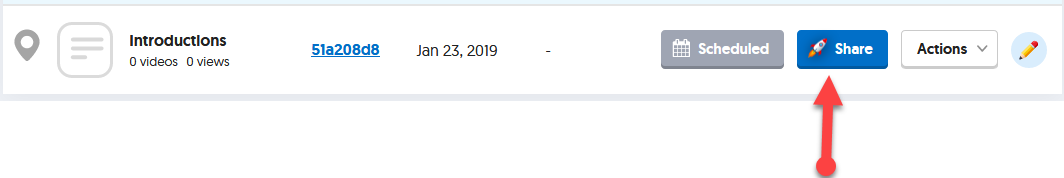 Introductions
0 videos 0 views
51a208d8
Jan 23, 2019
-
Scheduled
Share
Actions